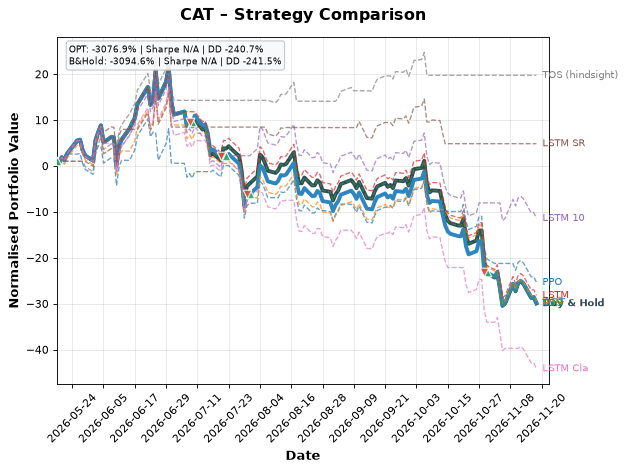 CAT – Strategy Comparison
OPT: -3076.9% | Sharpe N/A | DD -240.7%
B&Hold: -3094.6% | Sharpe N/A | DD -241.5%
Normalised Portfolio Value
20
10
0
−10
−20
−30
−40
TOS (hindsight)
LSTM SR
LSTM 10
PPO
LSTM
Buy & Hold
LSTM Cla
2026-05-24
2026-06-05
2026-06-17
2026-06-29
2026-07-11
2026-07-23
2026-08-04
2026-08-16
2026-08-28
2026-09-09
2026-09-21
2026-10-03
2026-10-15
2026-10-27
2026-11-08
2026-11-20
Date